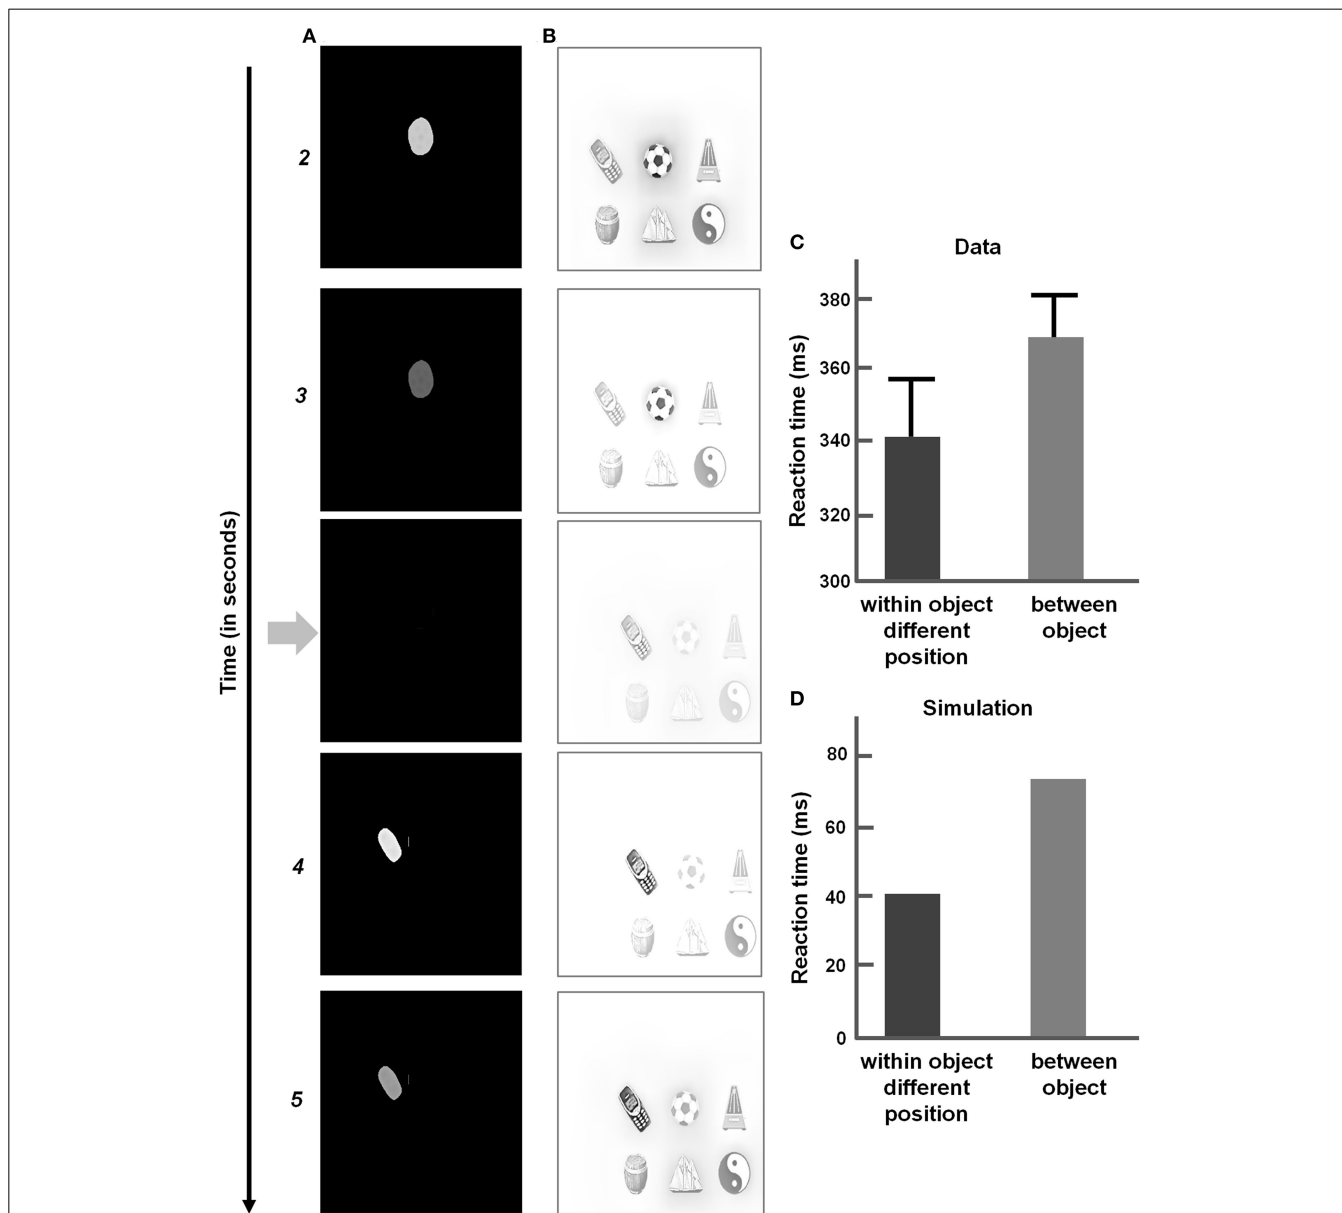 A
B
2
3
Time (in seconds)
4
5
C
Data
Reaction time (ms)
380
360
340
320
300
within object
different
position
between
object
D
Simulation
Reaction time (ms)
80
60
40
20
0
within object
different
position
between
object